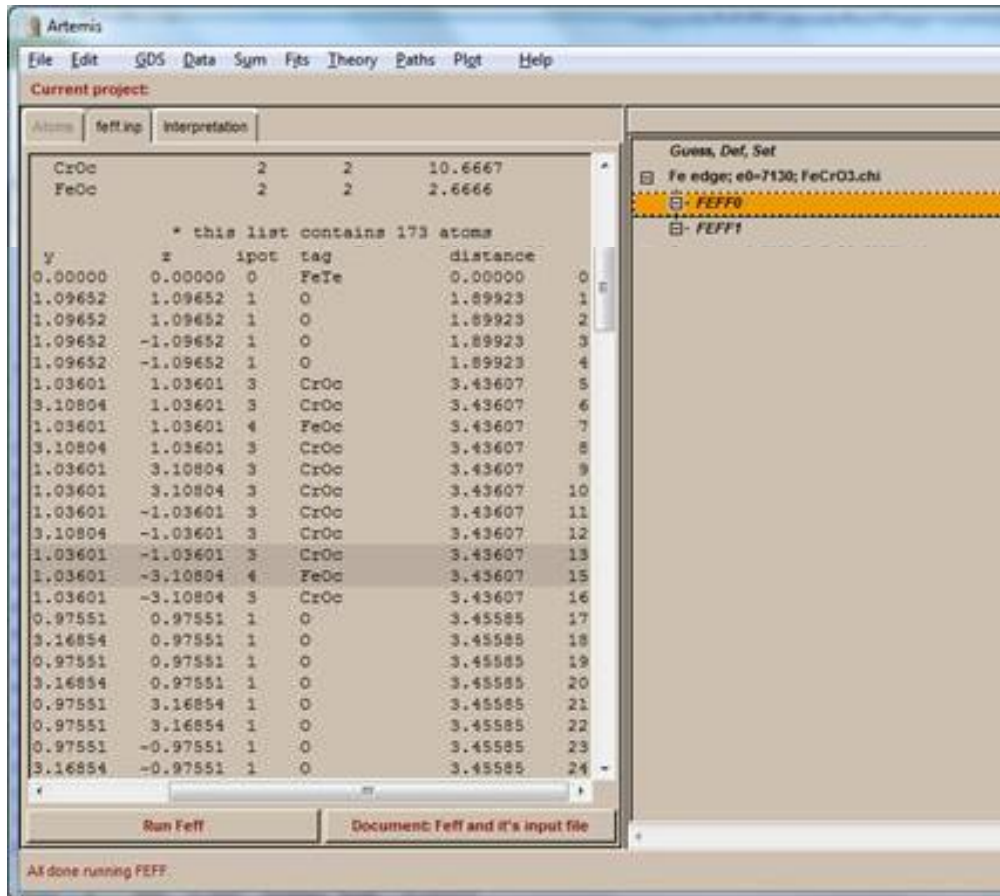 Artemis
File Edit GDS Data Sum Fits Theory Paths Plot Help
Current project:
Atoms feff.inp Interpretation
CrOc 2 2 10.6667
FeOc 2 2 2.6666
* this list contains 173 atoms
y z ipot tag distance
0.00000 0.00000 0 FeTe 0.00000 0
1.09652 1.09652 1 O 1.89923 1
1.09652 1.09652 1 O 1.89923 2
1.09652 -1.09652 1 O 1.89923 3
1.09652 -1.09652 1 O 1.89923 4
1.03601 1.03601 3 CrOc 3.43607 5
3.10804 1.03601 3 CrOc 3.43607 6
1.03601 1.03601 4 FeOc 3.43607 7
3.10804 1.03601 3 CrOc 3.43607 8
1.03601 3.10804 3 CrOc 3.43607 9
1.03601 3.10804 3 CrOc 3.43607 10
1.03601 -1.03601 3 CrOc 3.43607 11
3.10804 -1.03601 3 CrOc 3.43607 12
1.03601 -1.03601 3 CrOc 3.43607 13
1.03601 -3.10804 4 FeOc 3.43607 15
1.03601 -3.10804 3 CrOc 3.43607 16
0.97551 0.97551 1 O 3.45585 17
3.16854 0.97551 1 O 3.45585 18
0.97551 0.97551 1 O 3.45585 19
3.16854 0.97551 1 O 3.45585 20
0.97551 3.16854 1 O 3.45585 21
0.97551 3.16854 1 O 3.45585 22
0.97551 -0.97551 1 O 3.45585 23
3.16854 -0.97551 1 O 3.45585 24
Run Feff Document: Feff and it's input file
All done running FEFF.
Guess, Def, Set
Fe edge; e0=7130; FeCrO3.chi
FEFF0
FEFF1